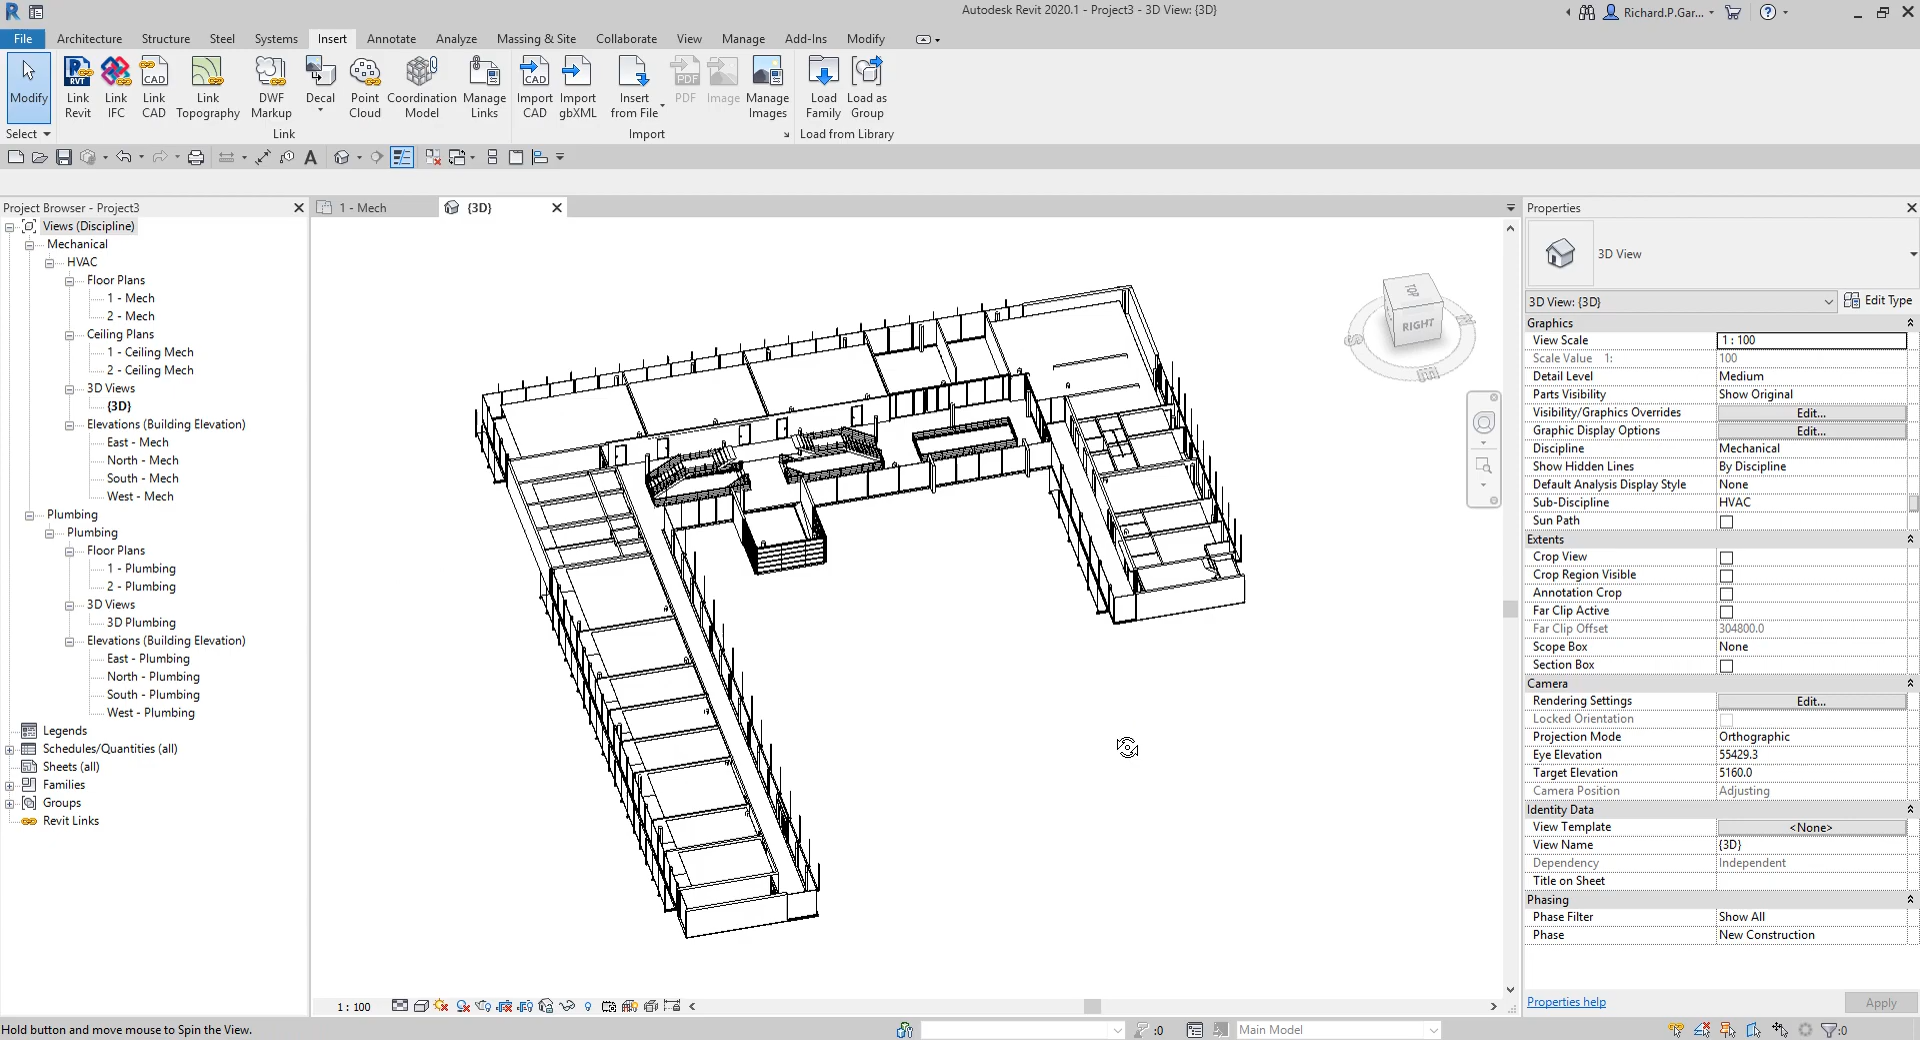 Autodesk Revit 2020.1 - Project3 - 3D View: {3D}
Richard.P.Gar...
File Architecture Structure Steel Systems Insert Annotate Analyze Massing & Site Collaborate View Manage Add-Ins Modify
Modify
Link Revit
Link IFC
Link CAD
Link Topography
DWF Markup
Decal
Point Cloud
Coordination Model
Manage Links
Import CAD
Import gbXML
Insert from File
PDF
Image
Manage Images
Load Family
Load as Group
Select
Link
Import
Load from Library
Project Browser - Project3
1 - Mech
{3D}
Properties
Views (Discipline)
Mechanical
HVAC
Floor Plans
1 - Mech
2 - Mech
Ceiling Plans
1 - Ceiling Mech
2 - Ceiling Mech
3D Views
{3D}
Elevations (Building Elevation)
East - Mech
North - Mech
South - Mech
West - Mech
Plumbing
Plumbing
Floor Plans
1 - Plumbing
2 - Plumbing
3D Views
3D Plumbing
Elevations (Building Elevation)
East - Plumbing
North - Plumbing
South - Plumbing
West - Plumbing
Legends
Schedules/Quantities (all)
Sheets (all)
Families
Groups
Revit Links
TOP
RIGHT
3D View
3D View: {3D}
Edit Type
Graphics
View Scale 1 : 100
Scale Value 1: 100
Detail Level Medium
Parts Visibility Show Original
Visibility/Graphics Overrides Edit...
Graphic Display Options Edit...
Discipline Mechanical
Show Hidden Lines By Discipline
Default Analysis Display Style None
Sub-Discipline HVAC
Sun Path
Extents
Crop View
Crop Region Visible
Annotation Crop
Far Clip Active
Far Clip Offset 304800.0
Scope Box None
Section Box
Camera
Rendering Settings Edit...
Locked Orientation
Projection Mode Orthographic
Eye Elevation 55429.3
Target Elevation 5160.0
Camera Position Adjusting
Identity Data
View Template <None>
View Name {3D}
Dependency Independent
Title on Sheet
Phasing
Phase Filter Show All
Phase New Construction
Properties help
Apply
1 : 100
Hold button and move mouse to Spin the View.
:0
Main Model
:0